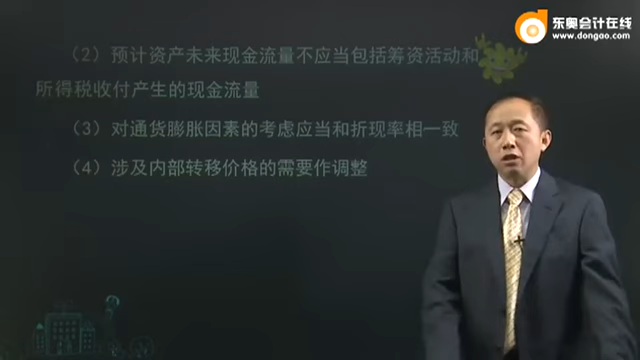 东奥会计在线
www.dongao.com
（2）预计资产未来现金流量不应当包括筹资活动和
所得税收付产生的现金流量
（3）对通货膨胀因素的考虑应当和折现率相一致
（4）涉及内部转移价格的需要作调整